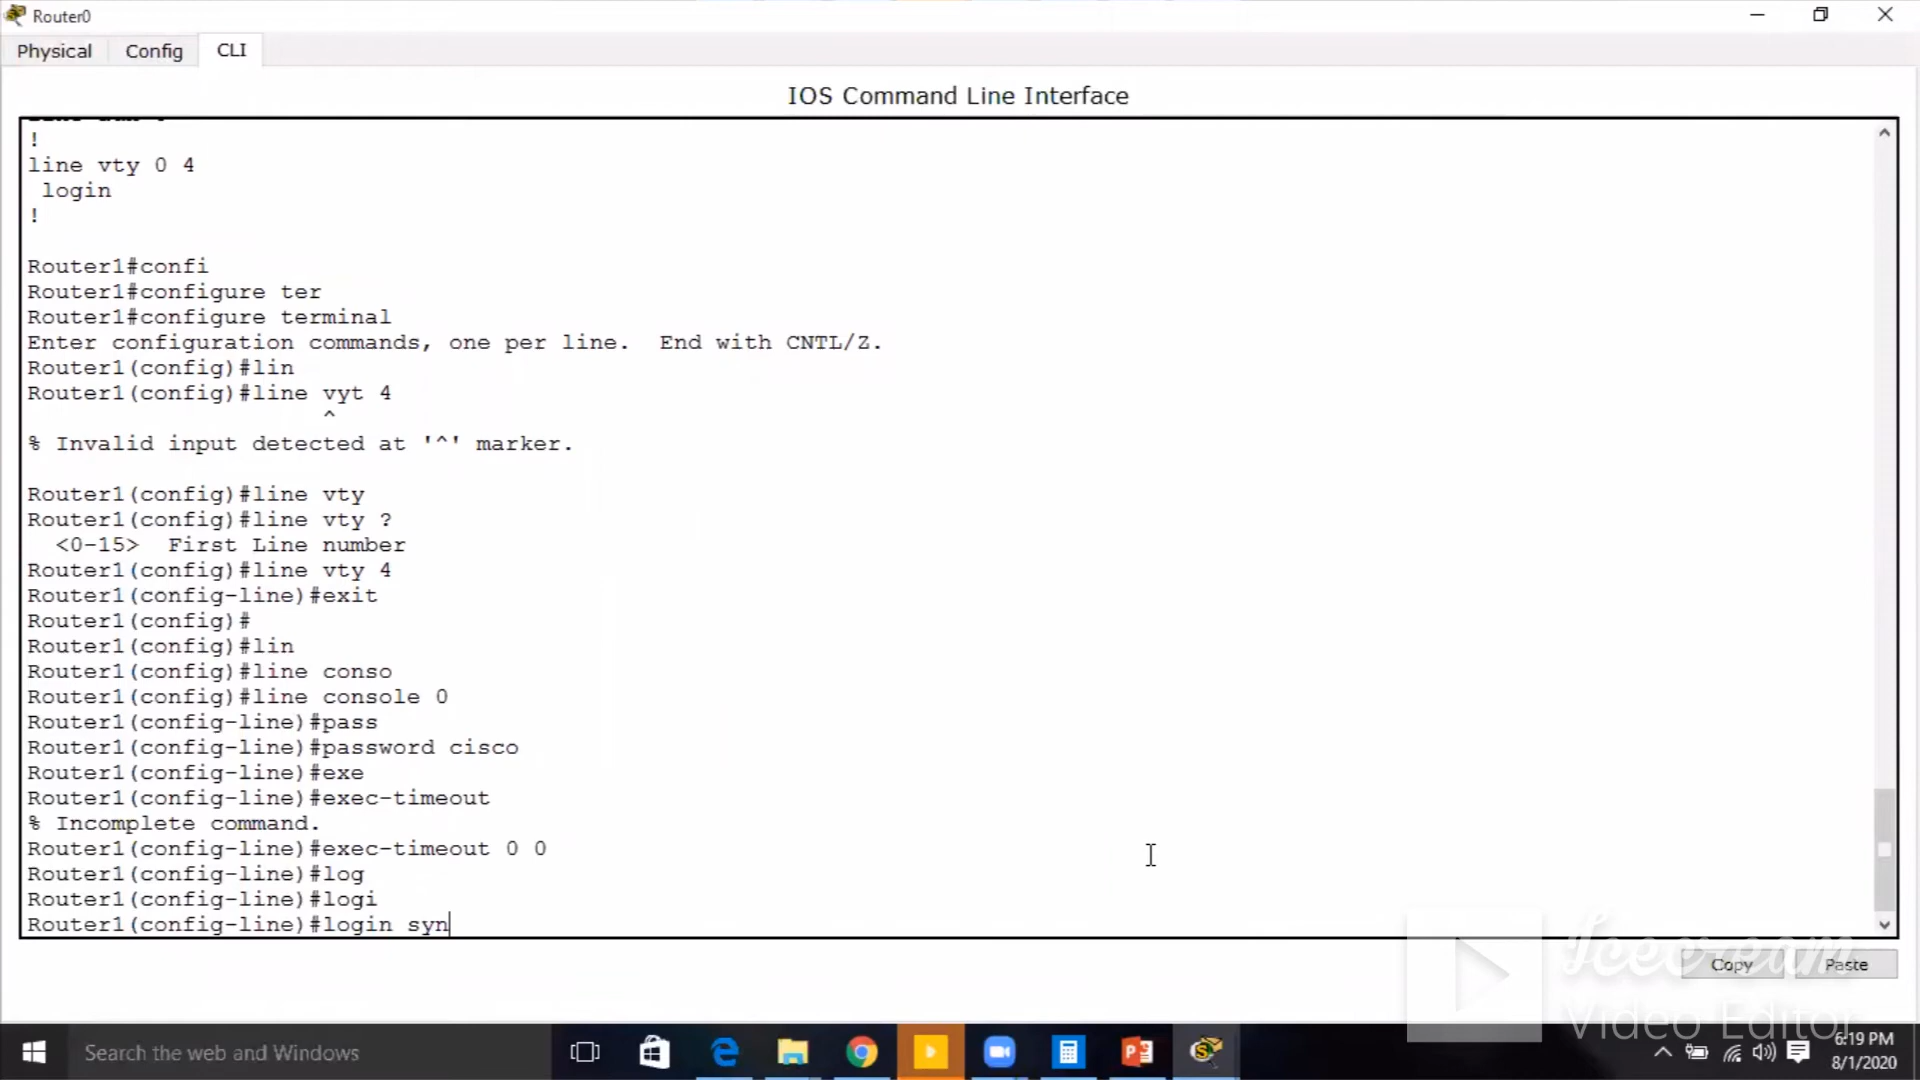 Router0
Physical Config CLI
IOS Command Line Interface
!
line vty 0 4
login
!
Router1#confi
Router1#configure ter
Router1#configure terminal
Enter configuration commands, one per line. End with CNTL/Z.
Router1(config)#lin
Router1(config)#line vyt 4
^
% Invalid input detected at '^' marker.
Router1(config)#line vty
Router1(config)#line vty ?
<0-15> First Line number
Router1(config)#line vty 4
Router1(config-line)#exit
Router1(config)#
Router1(config)#lin
Router1(config)#line conso
Router1(config)#line console 0
Router1(config-line)#pass
Router1(config-line)#password cisco
Router1(config-line)#exe
Router1(config-line)#exec-timeout
% Incomplete command.
Router1(config-line)#exec-timeout 0 0
Router1(config-line)#log
Router1(config-line)#logi
Router1(config-line)#login syn
Copy Paste
Icecream
Video Editor
Search the web and Windows
6:19 PM
8/1/2020